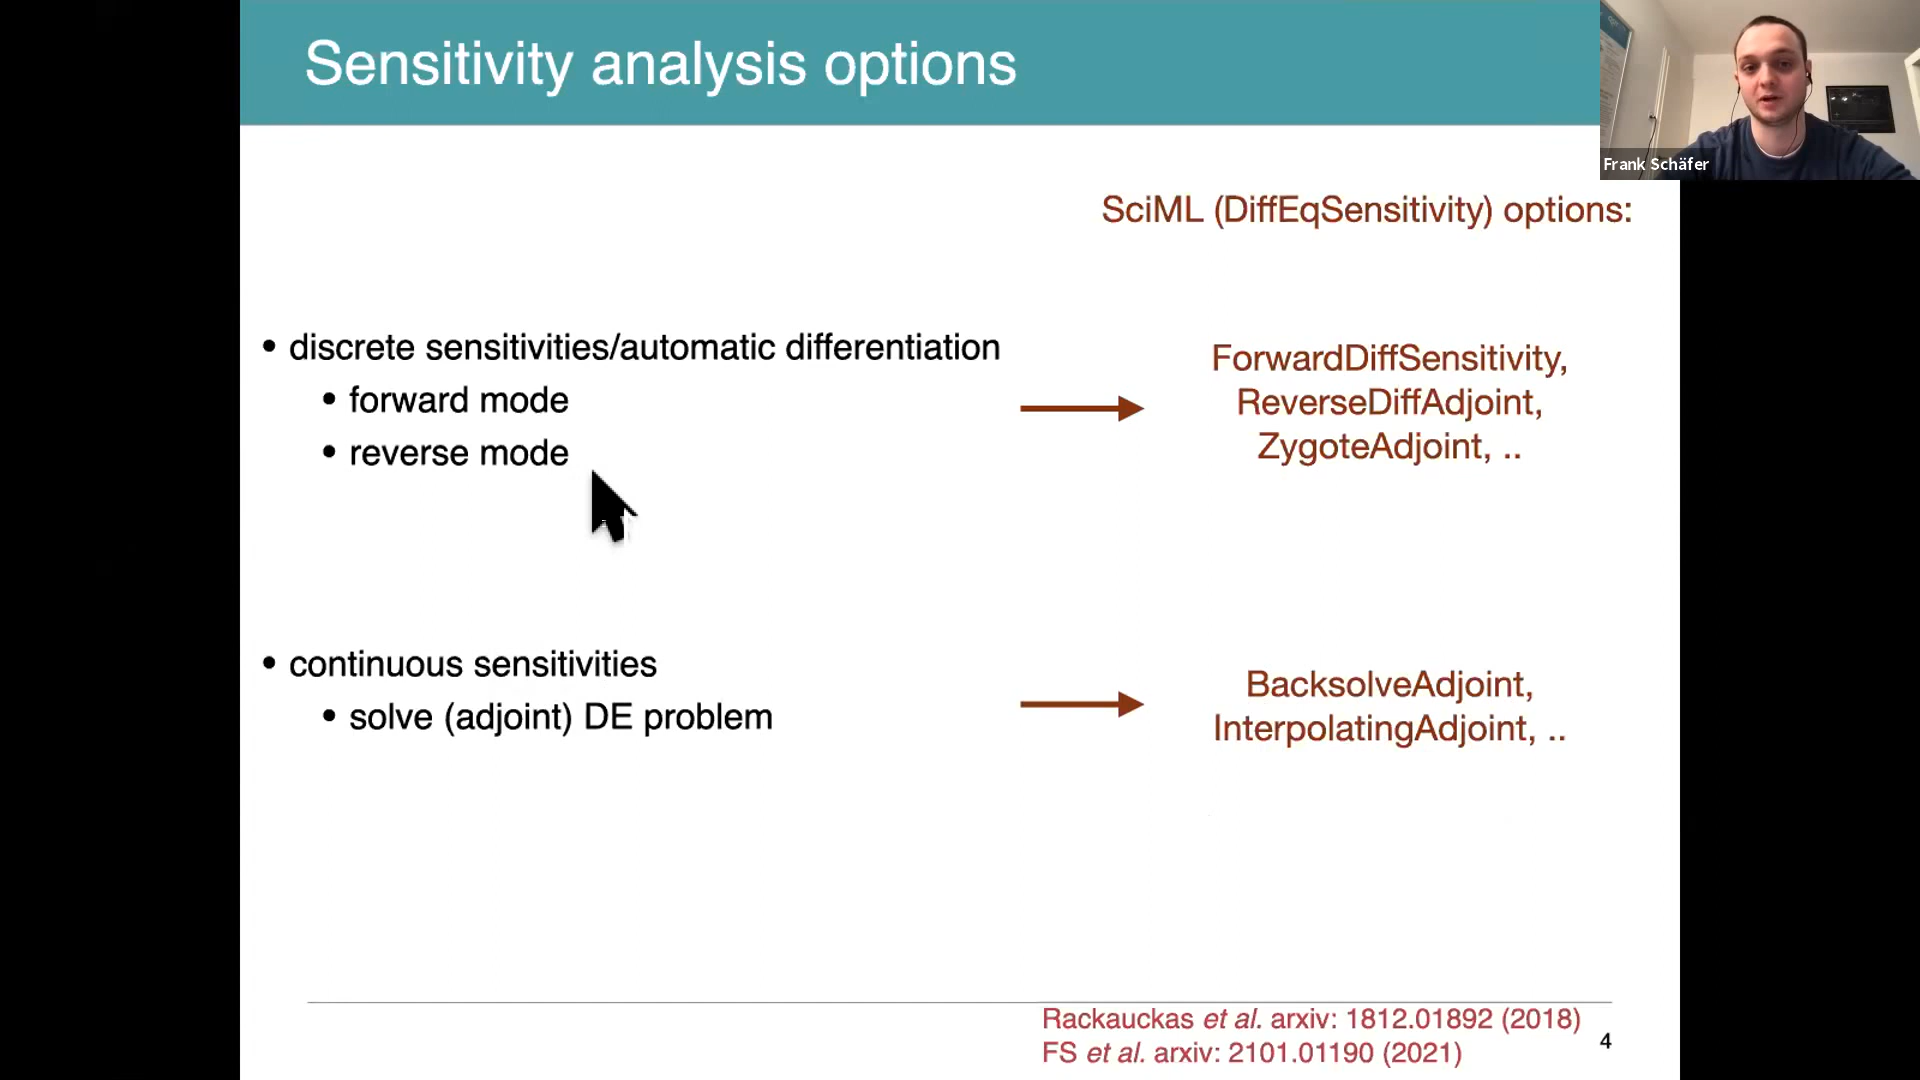 Sensitivity analysis options
Frank Schäfer
SciML (DiffEqSensitivity) options:
• discrete sensitivities/automatic differentiation
• forward mode
• reverse mode
ForwardDiffSensitivity,
ReverseDiffAdjoint,
ZygoteAdjoint, ..
• continuous sensitivities
• solve (adjoint) DE problem
BacksolveAdjoint,
InterpolatingAdjoint, ..
Rackauckas et al. arxiv: 1812.01892 (2018)
FS et al. arxiv: 2101.01190 (2021)
4